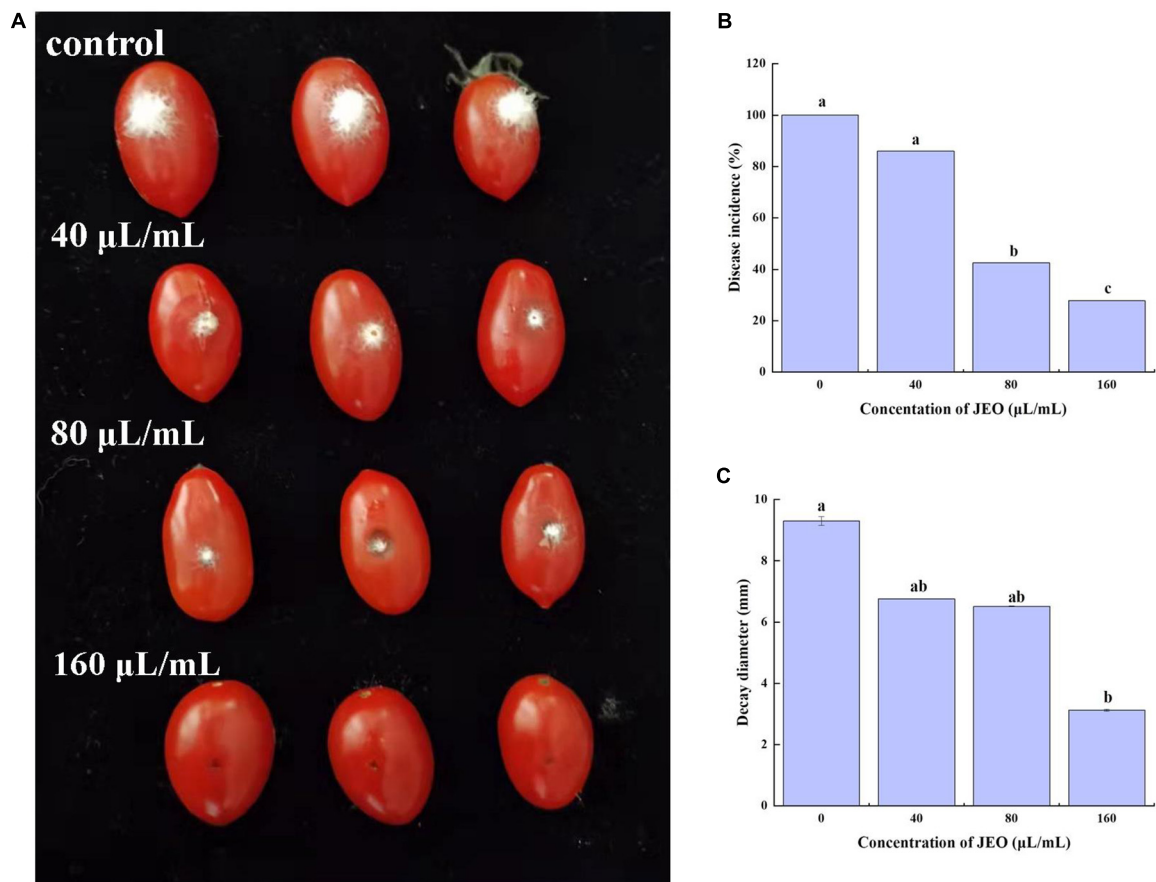 A
control
40 µL/mL
80 µL/mL
160 µL/mL
B
120
100
80
60
40
20
0
Disease incidence (%)
a
a
b
c
0 40 80 160
Concentation of JEO (µL/mL)
C
10
8
6
4
2
0
Decay diameter (mm)
a
ab
ab
b
0 40 80 160
Concentration of JEO (µL/mL)